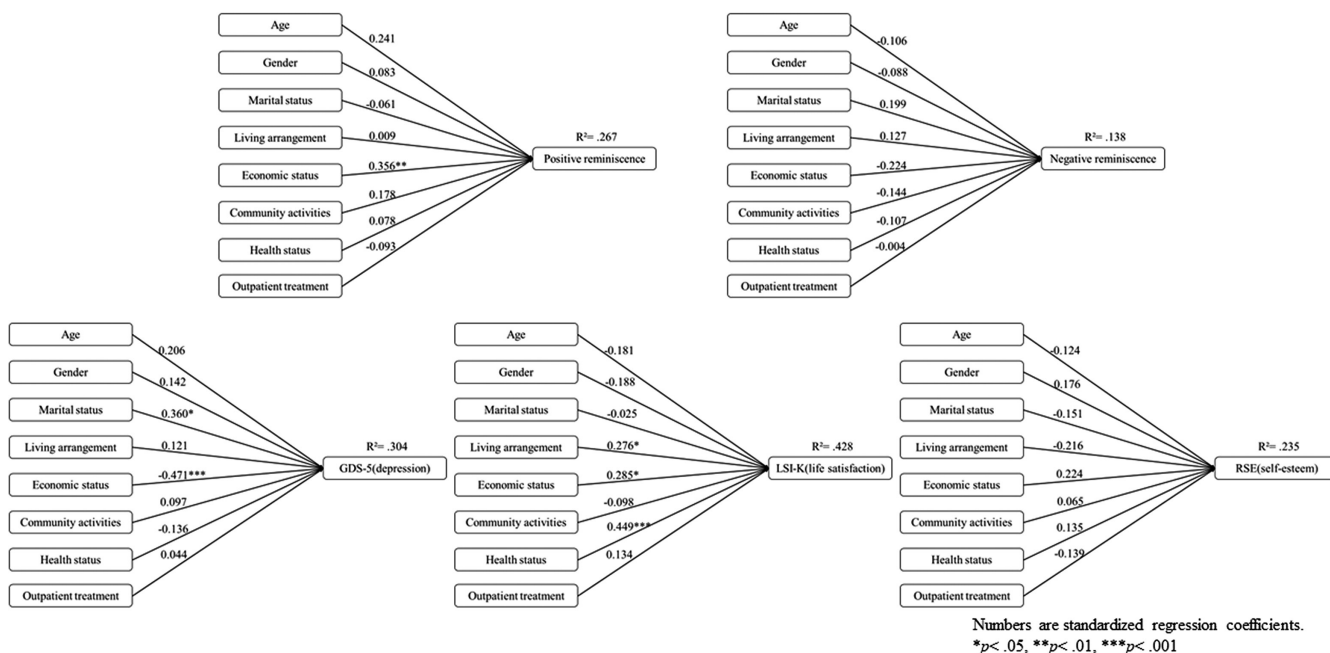 Age
0.241
Gender
0.083
Marital status
-0.061
Living arrangement
0.009
Economic status
0.356**
Community activities
0.178
Health status
0.078
Outpatient treatment
-0.093
R²= .267
Positive reminiscence
Age
-0.106
Gender
-0.088
Marital status
0.199
Living arrangement
0.127
Economic status
-0.224
Community activities
-0.144
Health status
-0.107
Outpatient treatment
-0.004
R²= .138
Negative reminiscence
Age
0.206
Gender
0.142
Marital status
0.360*
Living arrangement
0.121
Economic status
-0.471***
Community activities
0.097
Health status
-0.136
Outpatient treatment
0.044
R²= .304
GDS-5(depression)
Age
-0.181
Gender
-0.188
Marital status
-0.025
Living arrangement
0.276*
Economic status
0.285*
Community activities
-0.098
Health status
0.449***
Outpatient treatment
0.134
R²= .428
LSI-K(life satisfaction)
Age
-0.124
Gender
0.176
Marital status
-0.151
Living arrangement
-0.216
Economic status
0.224
Community activities
0.065
Health status
0.135
Outpatient treatment
-0.139
R²= .235
RSE(self-esteem)
Numbers are standardized regression coefficients.
*p< .05, **p< .01, ***p< .001